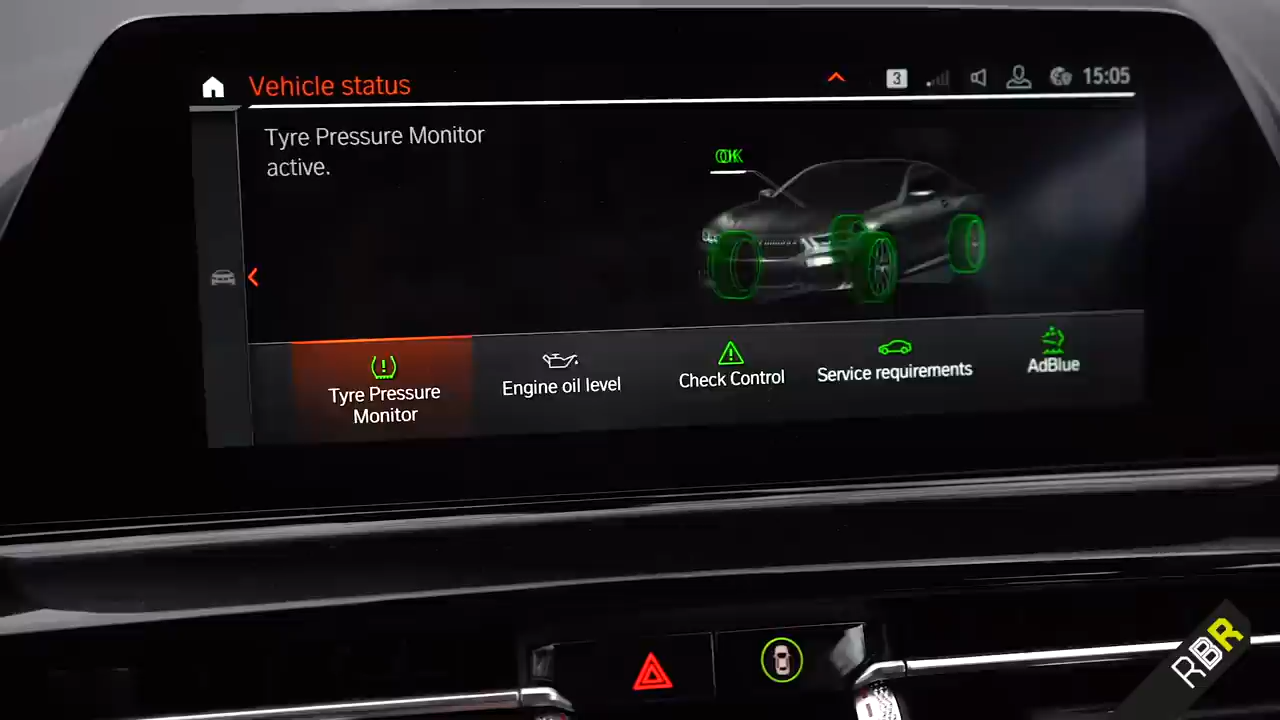 Vehicle status
3
15:05
Tyre Pressure Monitor
active.
OK
Tyre Pressure
Monitor
Engine oil level
Check Control
Service requirements
AdBlue
RBR